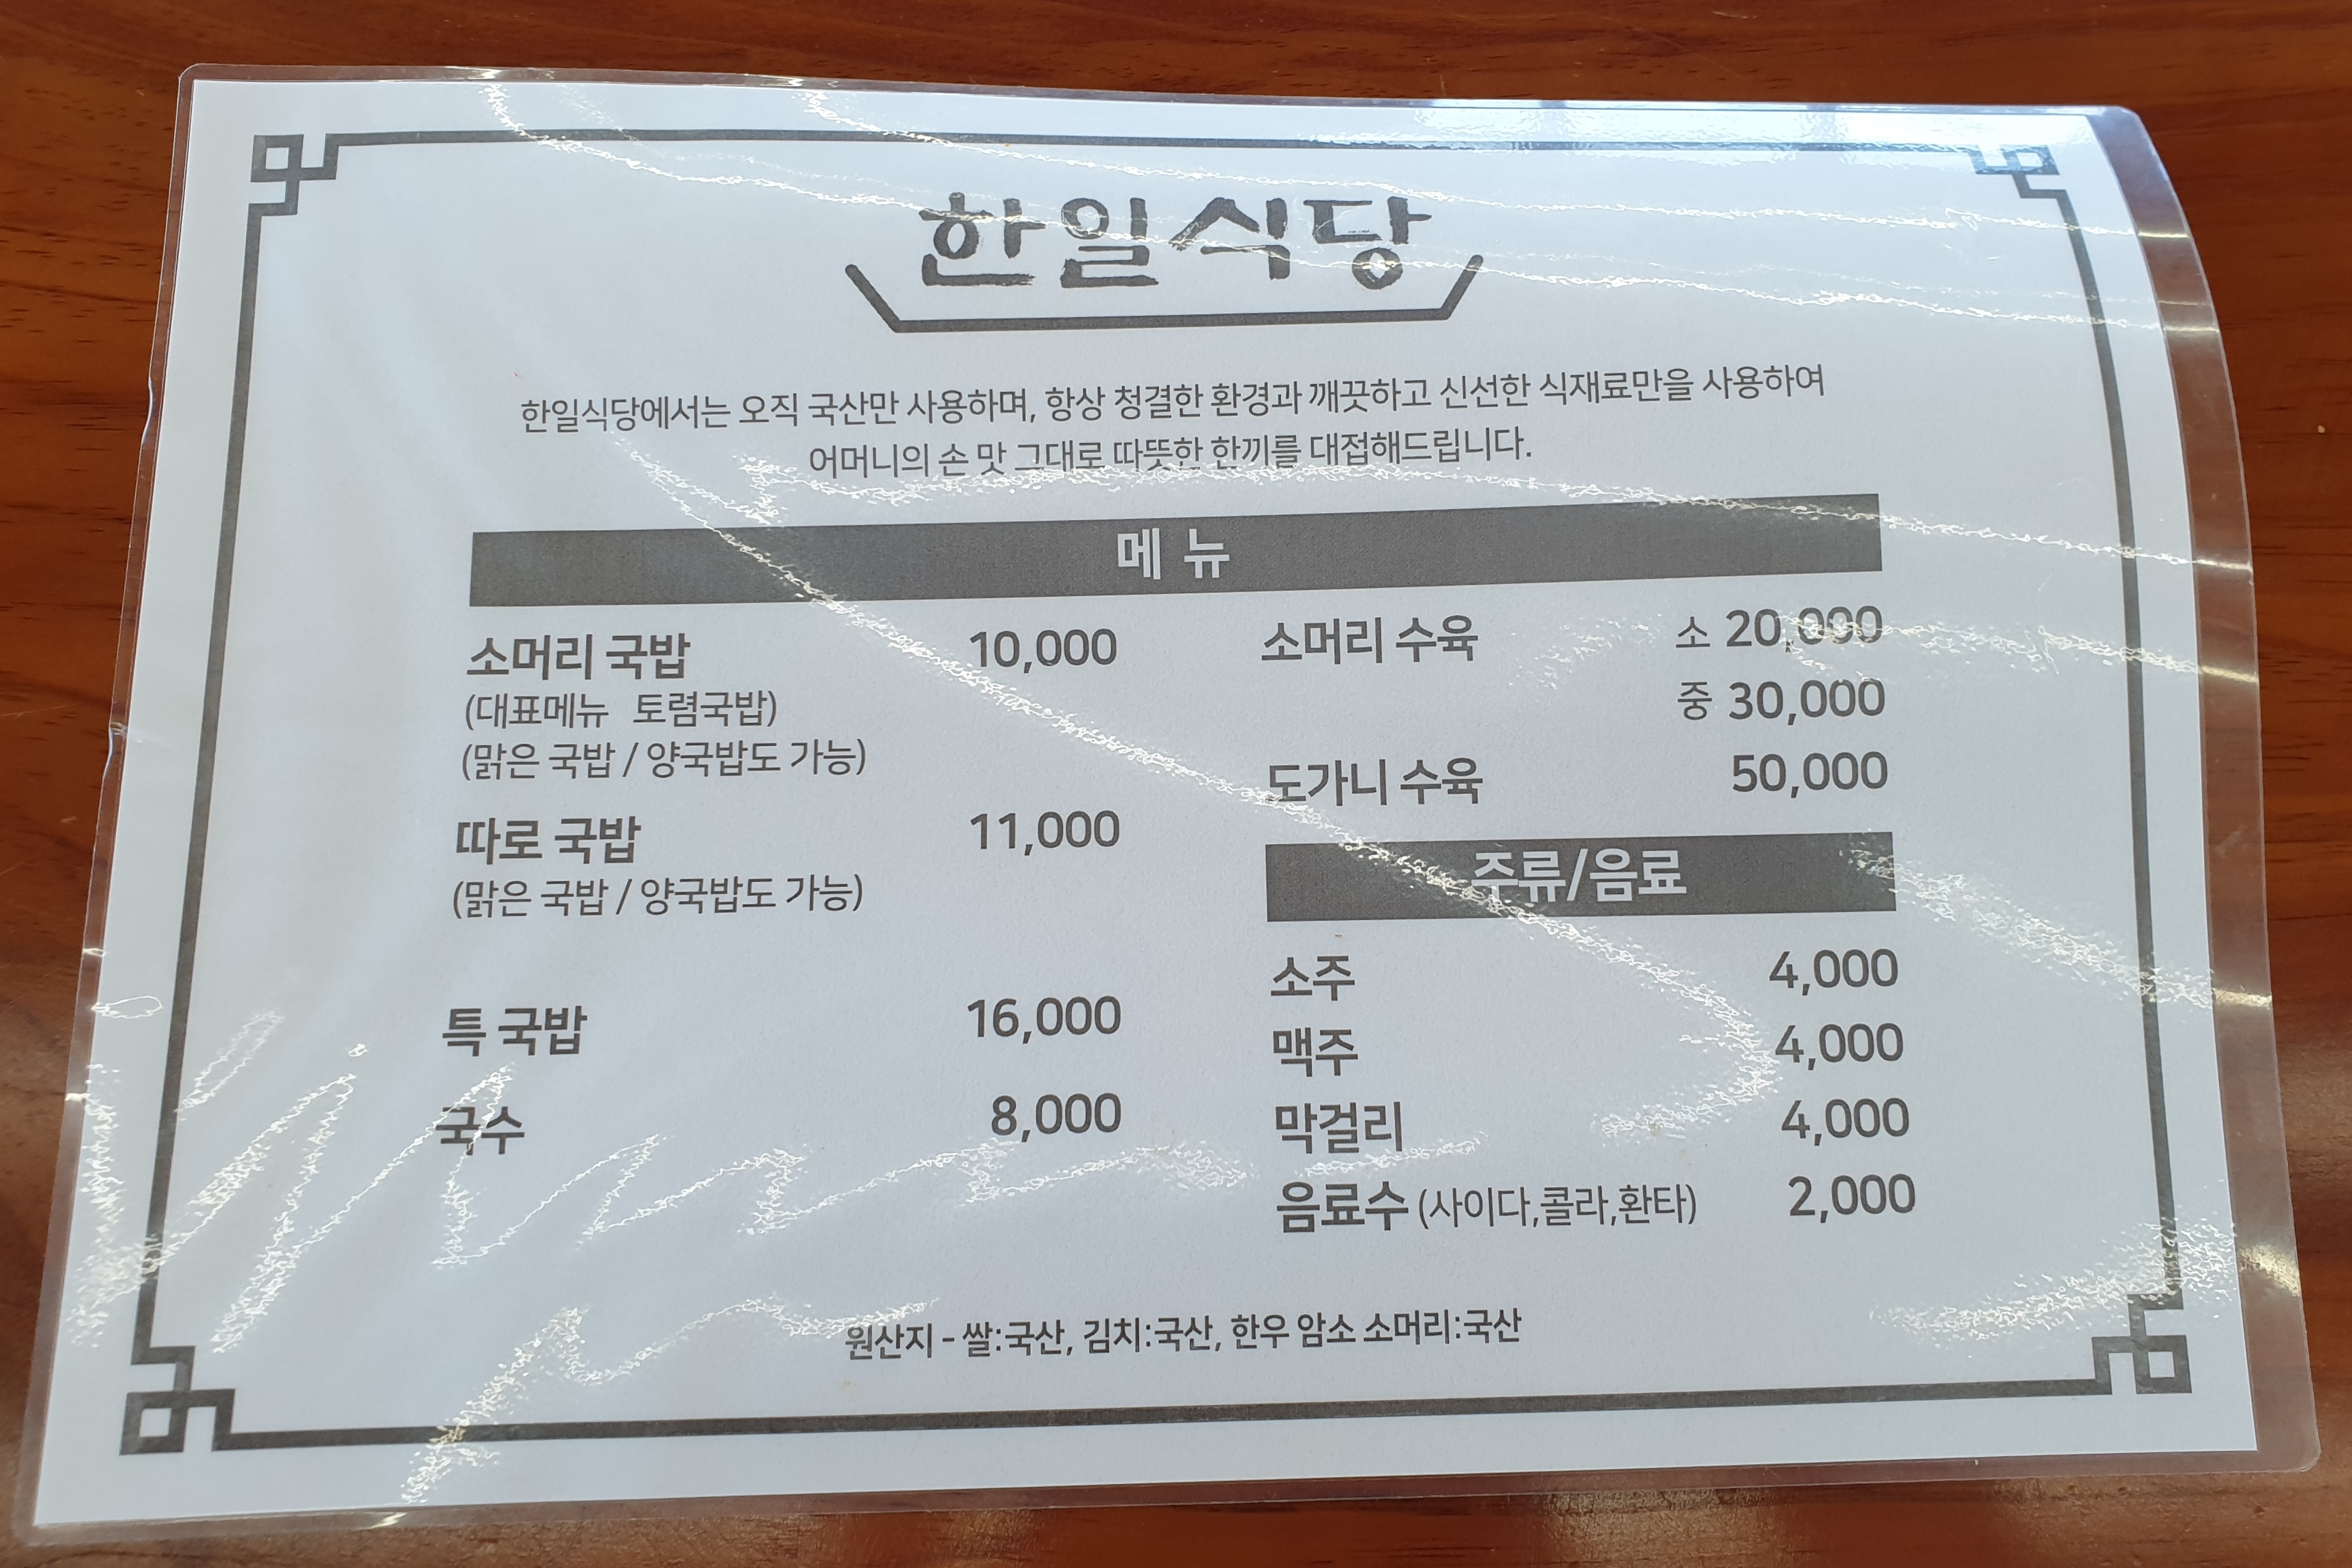 한일식당
한일식당에서는 오직 국산만 사용하며, 항상 청결한 환경과 깨끗하고 신선한 식재료만을 사용하여
어머니의 손 맛 그대로 따뜻한 한끼를 대접해드립니다.
메 뉴
소머리 국밥 10,000
(대표메뉴 토렴국밥)
(맑은 국밥 / 양국밥도 가능)
따로 국밥 11,000
(맑은 국밥 / 양국밥도 가능)
특 국밥 16,000
국수 8,000
소머리 수육 소 20,000
중 30,000
도가니 수육 50,000
주류/음료
소주 4,000
맥주 4,000
막걸리 4,000
음료수 (사이다,콜라,환타) 2,000
원산지 - 쌀:국산, 김치:국산, 한우 암소 소머리:국산